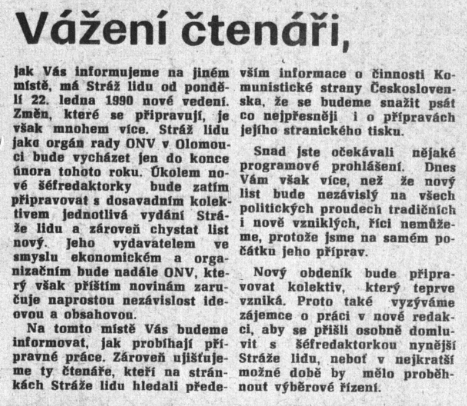 Vážení čtenáři,
jak Vás informujeme na jiném
místě, má Stráž lidu od pondě-
lí 22. ledna 1990 nové vedení.
Změn, které se připravují, je
však mnohem více. Stráž lidu
jako orgán rady ONV v Olomou-
ci bude vycházet jen do konce
února tohoto roku. Úkolem no-
vé šéfredaktorky bude zatím
připravovat s dosavadním kolek-
tivem jednotlivá vydání Strá-
že lidu a zároveň chystat list
nový. Jeho vydavatelem ve
smyslu ekonomickém a orga-
nizačním bude nadále ONV, kte-
rý však příštím novinám zaru-
čuje naprostou nezávislost ide-
ovou a obsahovou.
Na tomto místě Vás budeme
informovat, jak probíhají pří-
pravné práce. Zároveň ujišťuje-
me ty čtenáře, kteří na strán-
kách Stráže lidu hledali přede-
vším informace o činnosti Ko-
munistické strany Českosloven-
ska, že se budeme snažit psát
co nejpřesněji i o přípravách
jejího stranického tisku.
Snad jste očekávali nějaké
programové prohlášení. Dnes
Vám však více, než že nový
list bude nezávislý na všech
politických proudech tradičních
i nově vzniklých, říci nemůže-
me, protože jsme na samém po-
čátku jeho příprav.
Nový obdeník bude připra-
vovat kolektiv, který teprve
vzniká. Proto také vyzýváme
zájemce o práci v nové redak-
ci, aby se přišli osobně domlu-
vit s šéfredaktorkou nynější
Stráže lidu, neboť v nejkratší
možné době by mělo proběh-
nout výběrové řízení.